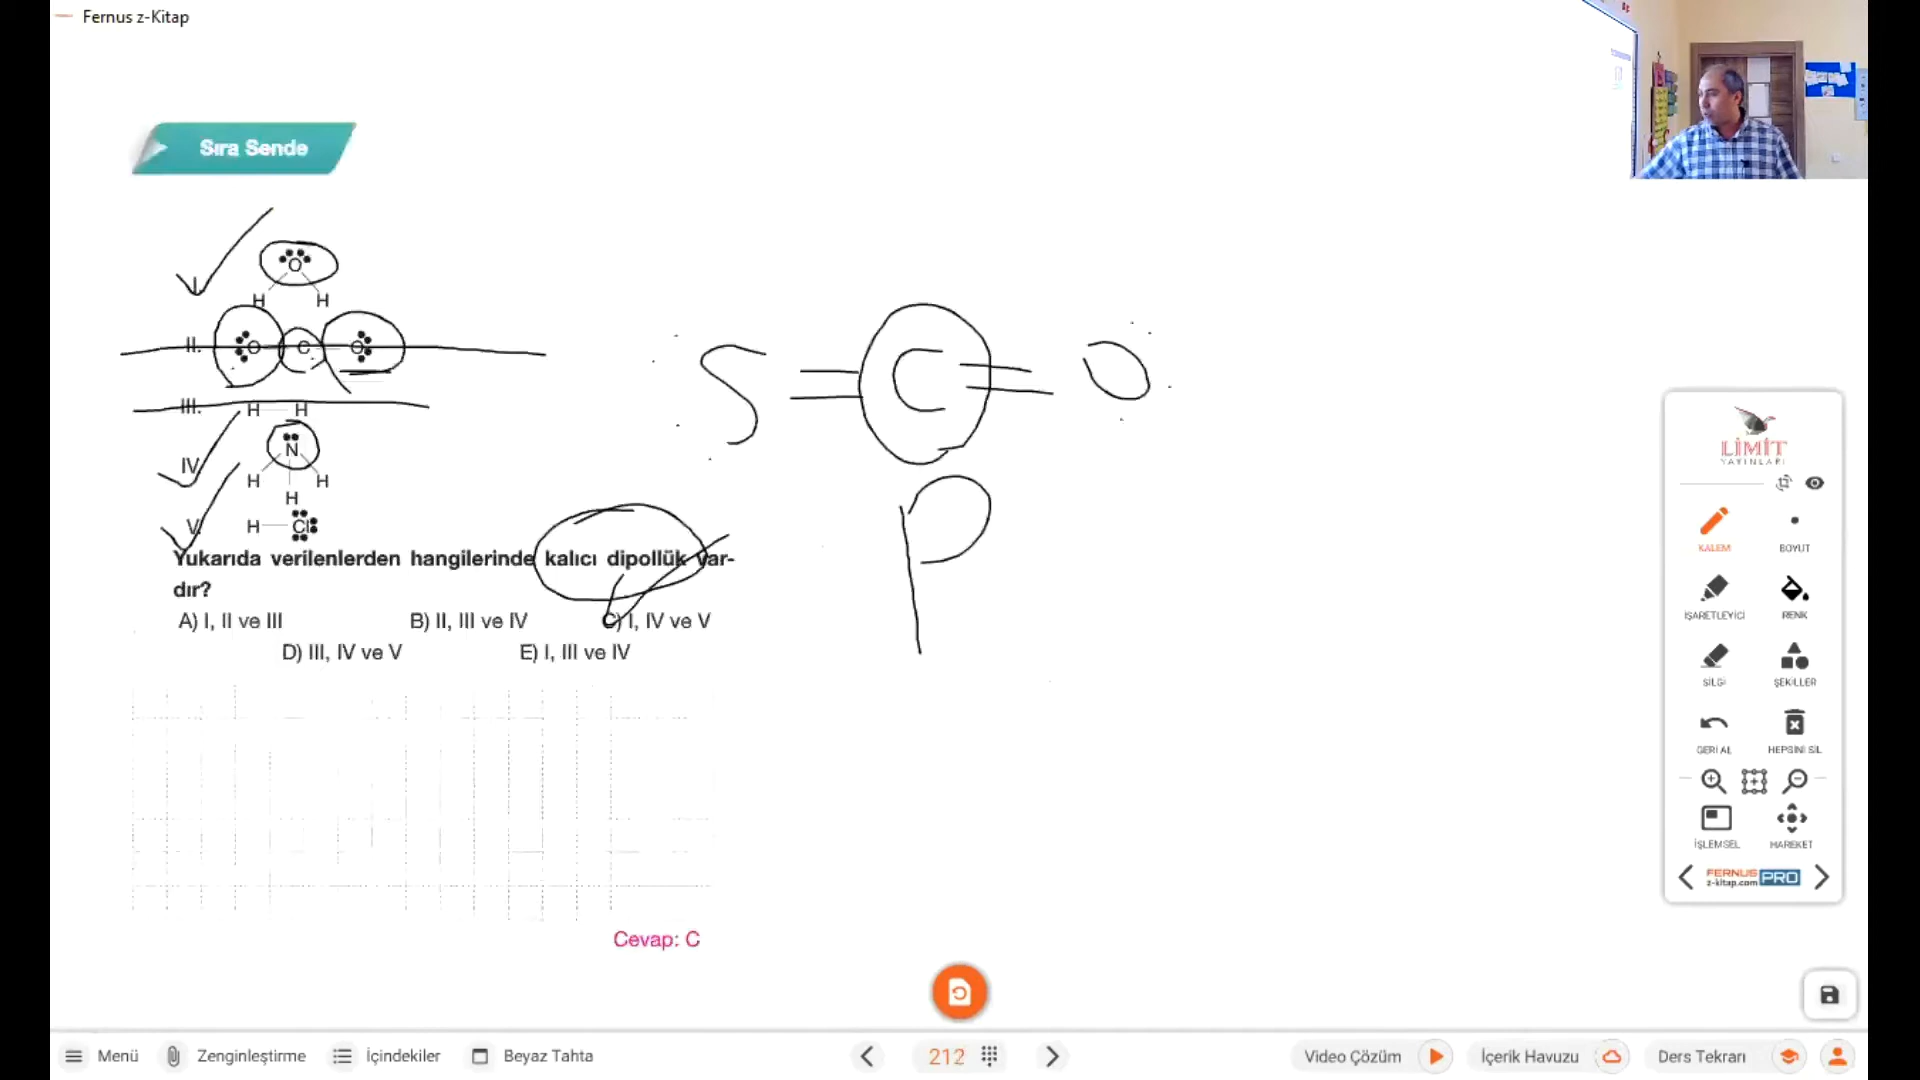 Fernus z-Kitap
Sıra Sende
I.
O
H H
II. O C O
III. H H
IV. N
H H
H
V. H Cl
Yukarıda verilenlerden hangilerinde kalıcı dipollük var-
dır?
A) I, II ve III B) II, III ve IV C) I, IV ve V
D) III, IV ve V E) I, III ve IV
Cevap: C
S = C = O
P
LİMİT
YAYINLARI
KALEM BOYUT
İŞARETLEYİCİ RENK
SİLGİ ŞEKİLLER
GERİ AL HEPSİNİ SİL
İŞLEMSEL HAREKET
FERNUS
z-kitap.com PRO
Menü Zenginleştirme İçindekiler Beyaz Tahta 212 Video Çözüm İçerik Havuzu Ders Tekrarı